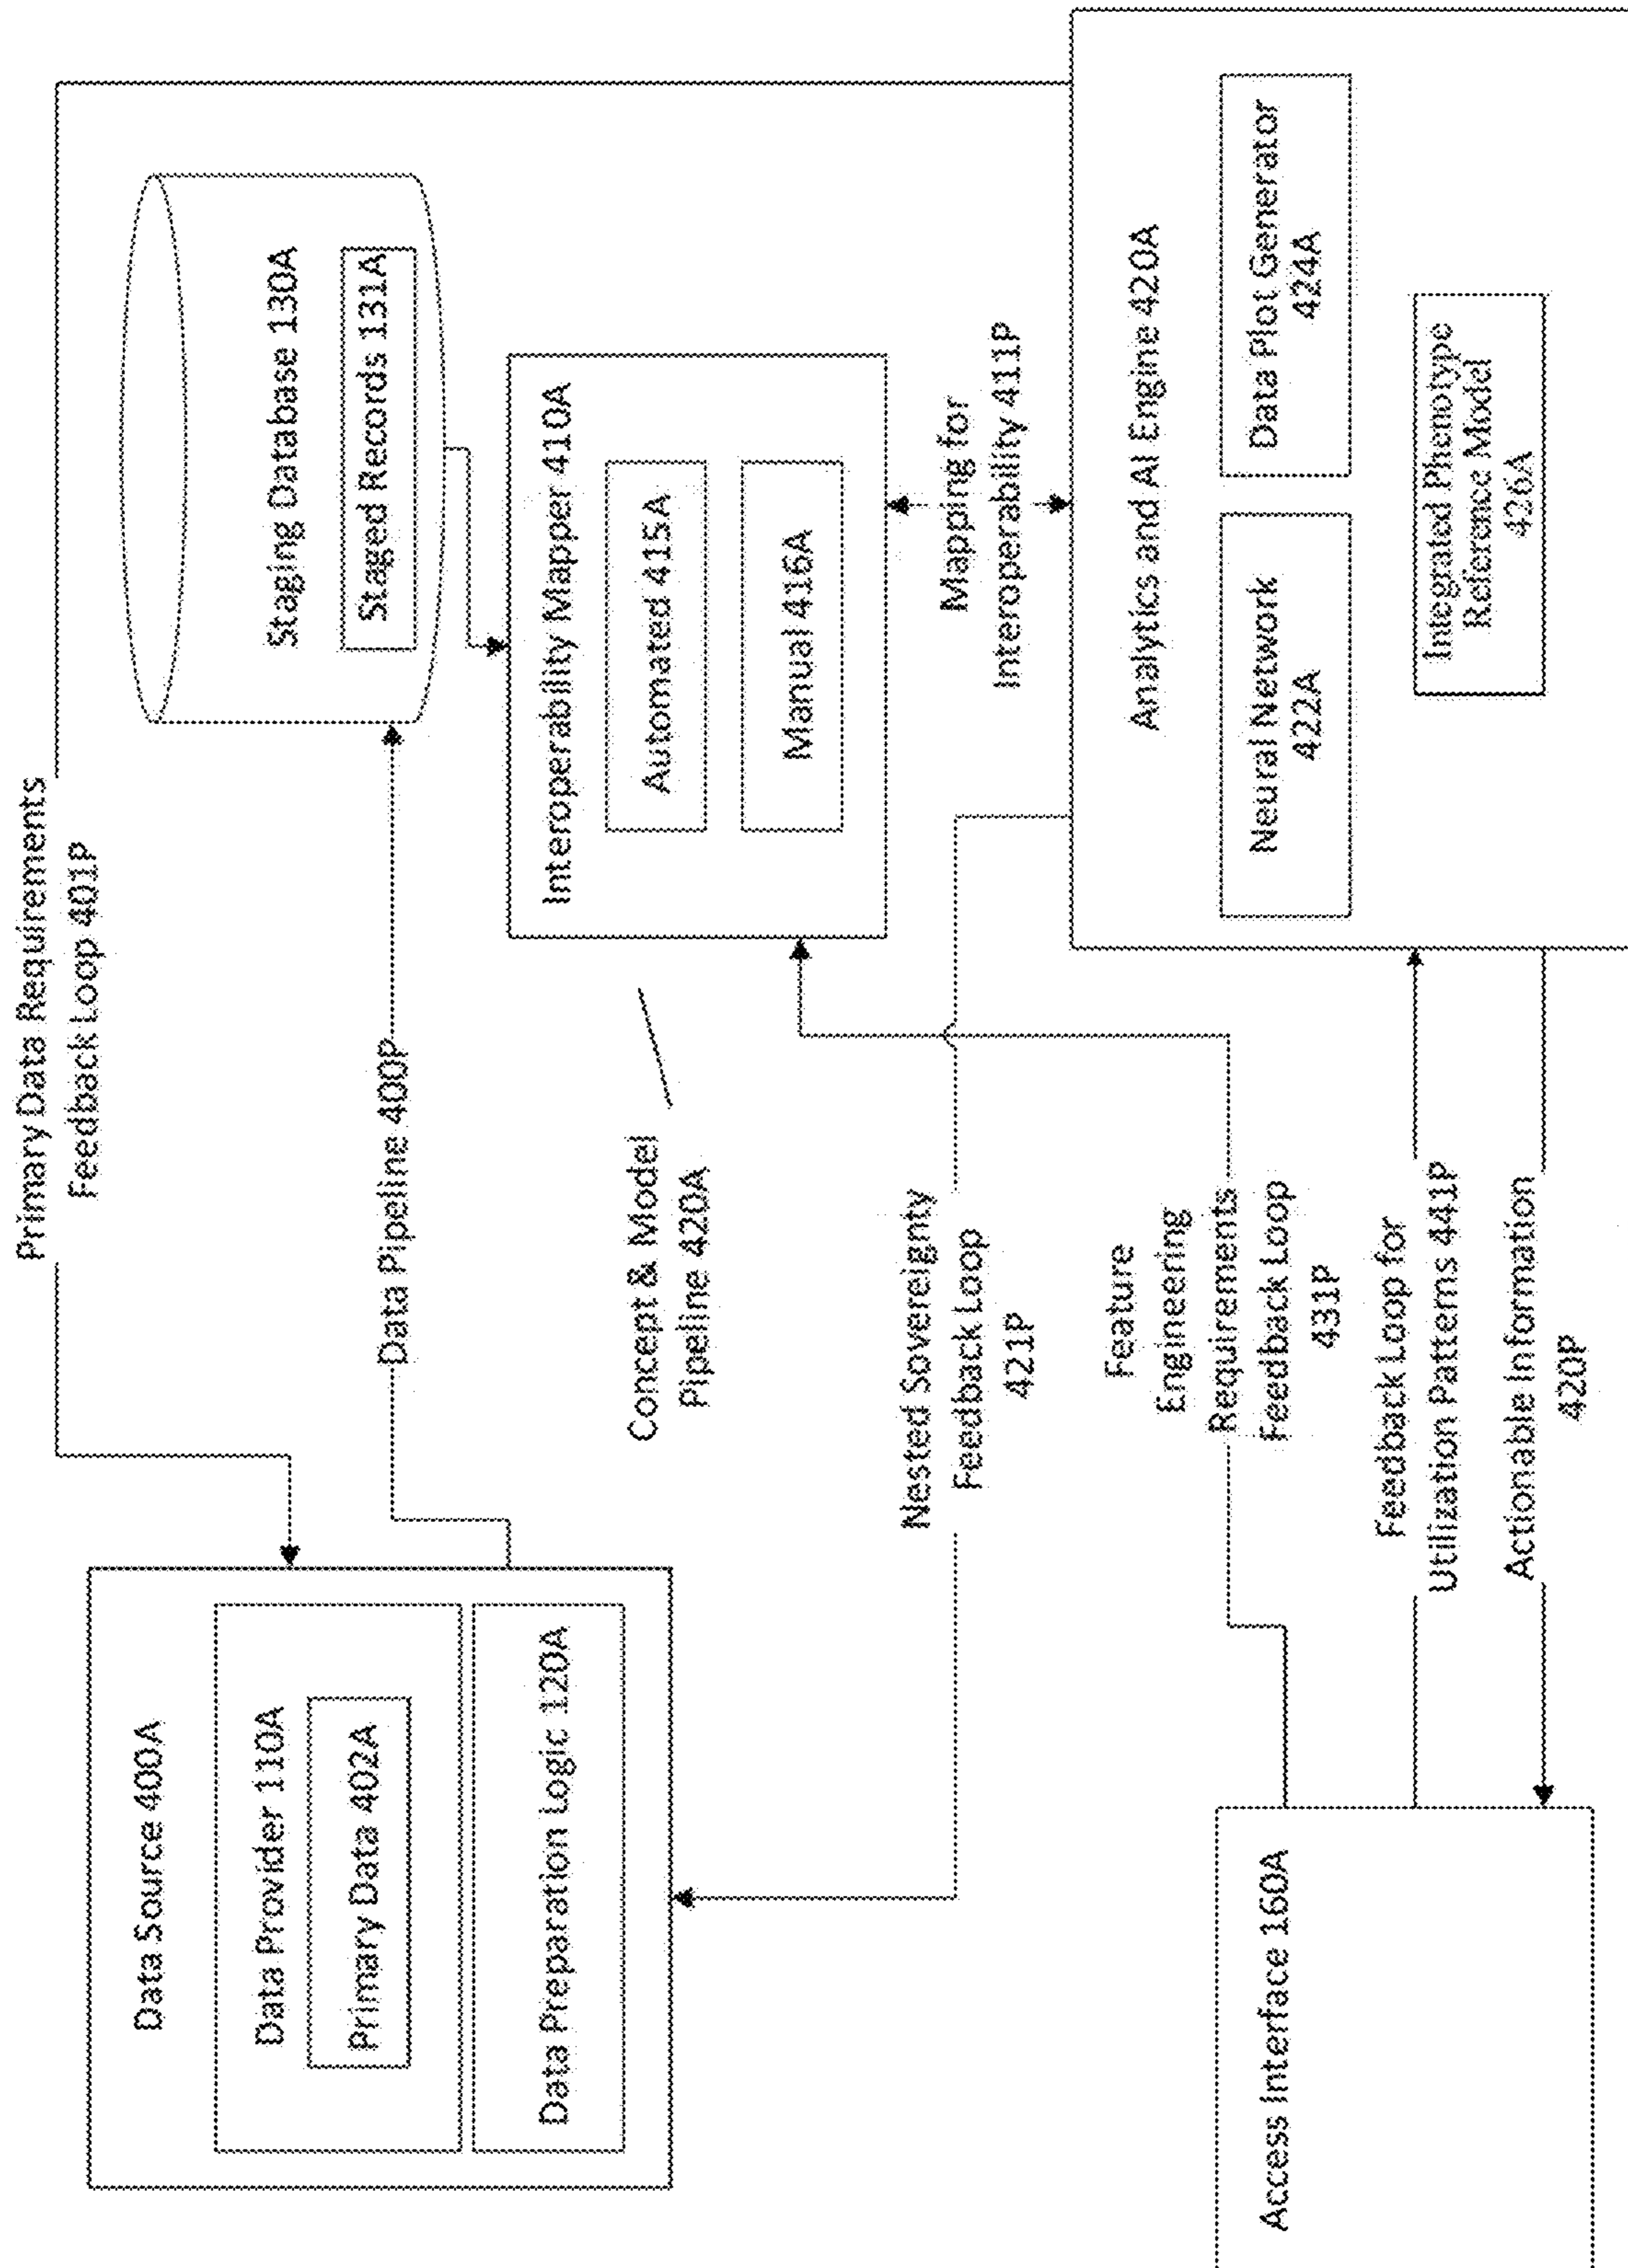 Primary Data Requirements
Feedback Loop 401P
Data Source 400A
Data Provider 110A
Primary Data 402A
Data Preparation Logic 120A
Data Pipeline 400P
Staging Database 130A
Staged Records 131A
Concept & Model
Pipeline 420A
Interoperability Mapper 410A
Automated 415A
Manual 416A
Nested Sovereignty
Feedback Loop
421P
Mapping for
Interoperability 411P
Feature
Engineering
Requirements
Feedback Loop
431P
Access Interface 160A
Feedback Loop for
Utilization Patterns 441P
Actionable Information
420P
Analytics and AI Engine 420A
Neural Network
422A
Data Plot Generator
424A
Integrated Phenotype
Reference Model
426A